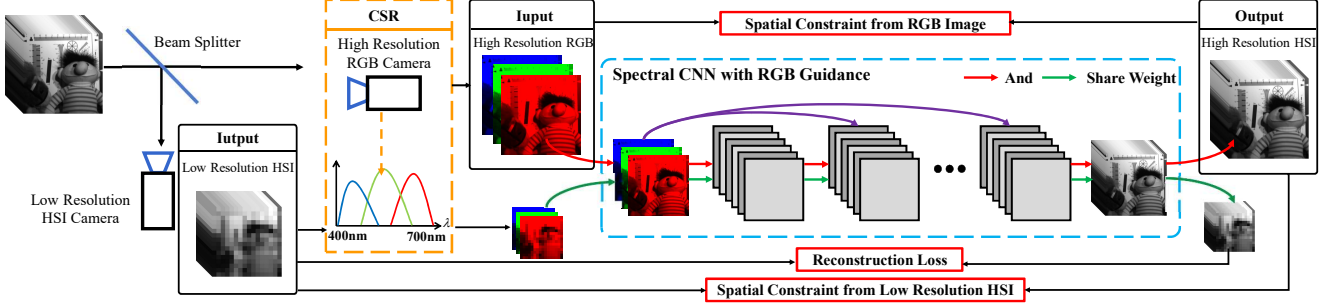 Beam Splitter
Iutput
Low Resolution HSI
Low Resolution
HSI Camera
CSR
High Resolution
RGB Camera
400nm
700nm
λ
Iuput
High Resolution RGB
Spatial Constraint from RGB Image
Spectral CNN with RGB Guidance
And
Share Weight
Output
High Resolution HSI
Reconstruction Loss
Spatial Constraint from Low Resolution HSI